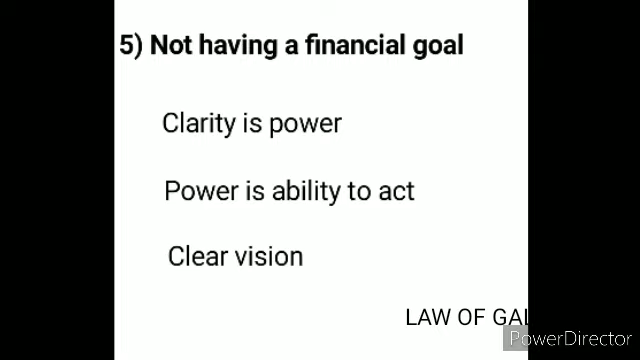 5) Not having a financial goal
Clarity is power
Power is ability to act
Clear vision
LAW OF
PowerDirector